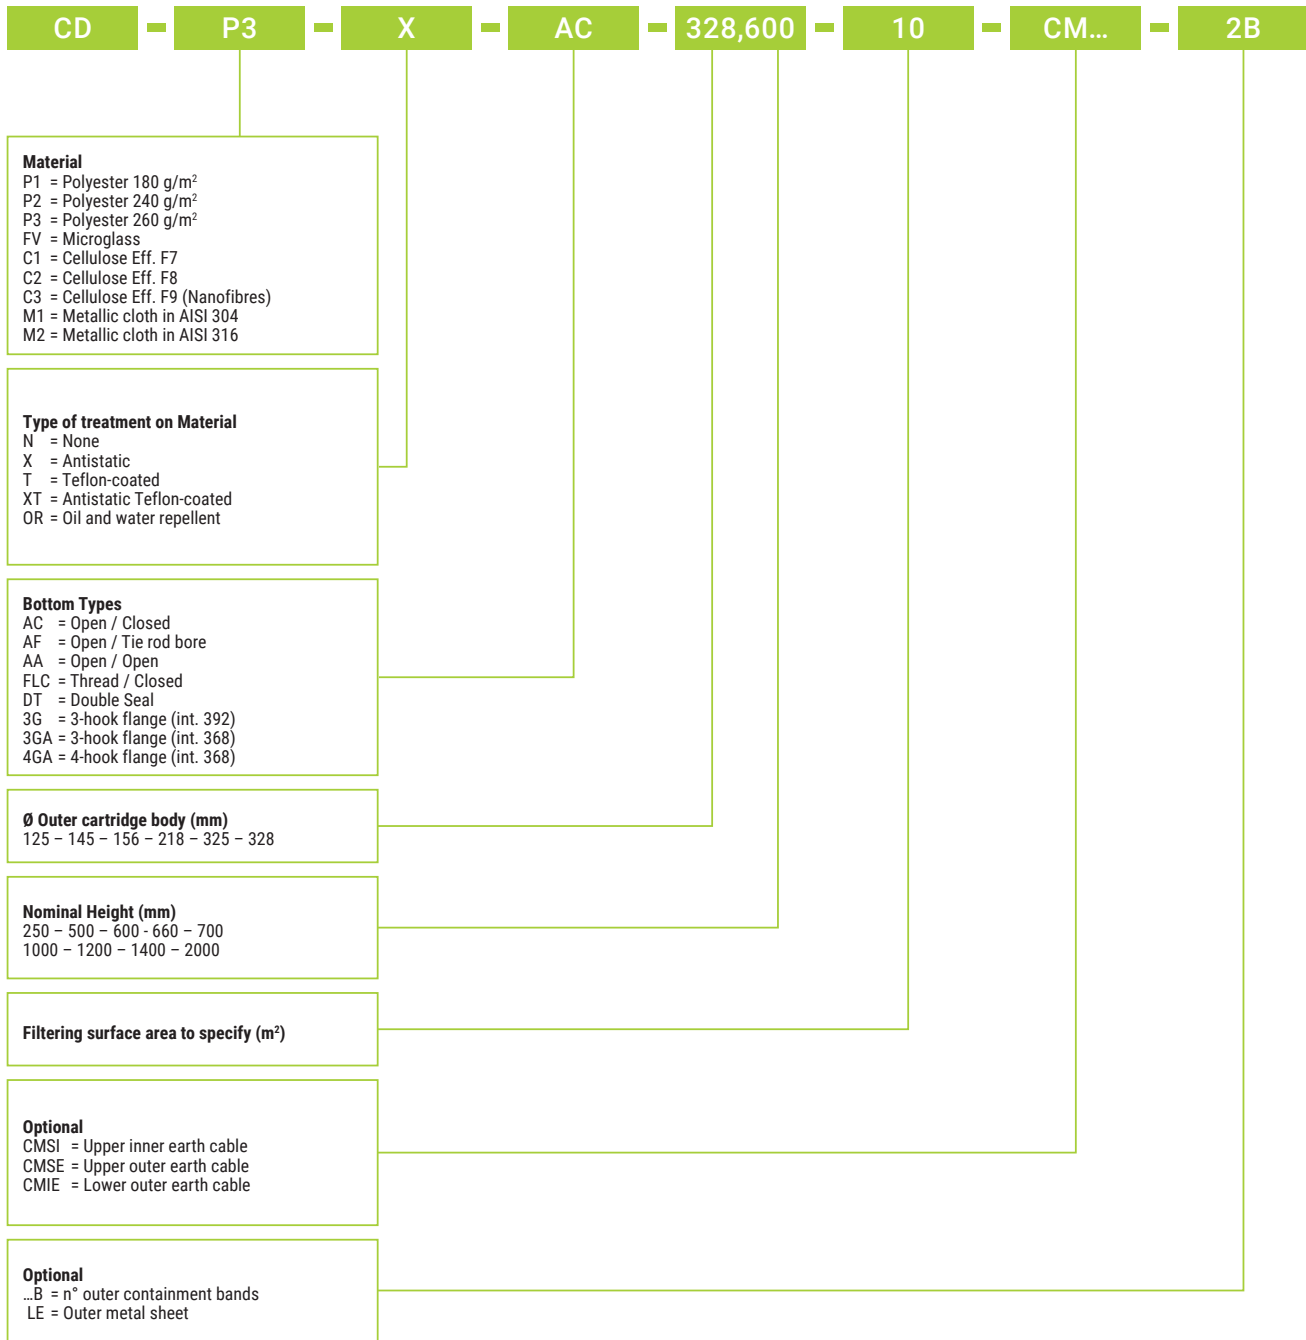 CD - P3 - X - AC - 328,600 - 10 - CM... - 2B
Material
P1 = Polyester 180 g/m²
P2 = Polyester 240 g/m²
P3 = Polyester 260 g/m²
FV = Microglass
C1 = Cellulose Eff. F7
C2 = Cellulose Eff. F8
C3 = Cellulose Eff. F9 (Nanofibres)
M1 = Metallic cloth in AISI 304
M2 = Metallic cloth in AISI 316
Type of treatment on Material
N = None
X = Antistatic
T = Teflon-coated
XT = Antistatic Teflon-coated
OR = Oil and water repellent
Bottom Types
AC = Open / Closed
AF = Open / Tie rod bore
AA = Open / Open
FLC = Thread / Closed
DT = Double Seal
3G = 3-hook flange (int. 392)
3GA = 3-hook flange (int. 368)
4GA = 4-hook flange (int. 368)
Ø Outer cartridge body (mm)
125 – 145 – 156 – 218 – 325 – 328
Nominal Height (mm)
250 – 500 – 600 - 660 – 700
1000 – 1200 – 1400 – 2000
Filtering surface area to specify (m²)
Optional
CMSI = Upper inner earth cable
CMSE = Upper outer earth cable
CMIE = Lower outer earth cable
Optional
...B = n° outer containment bands
LE = Outer metal sheet